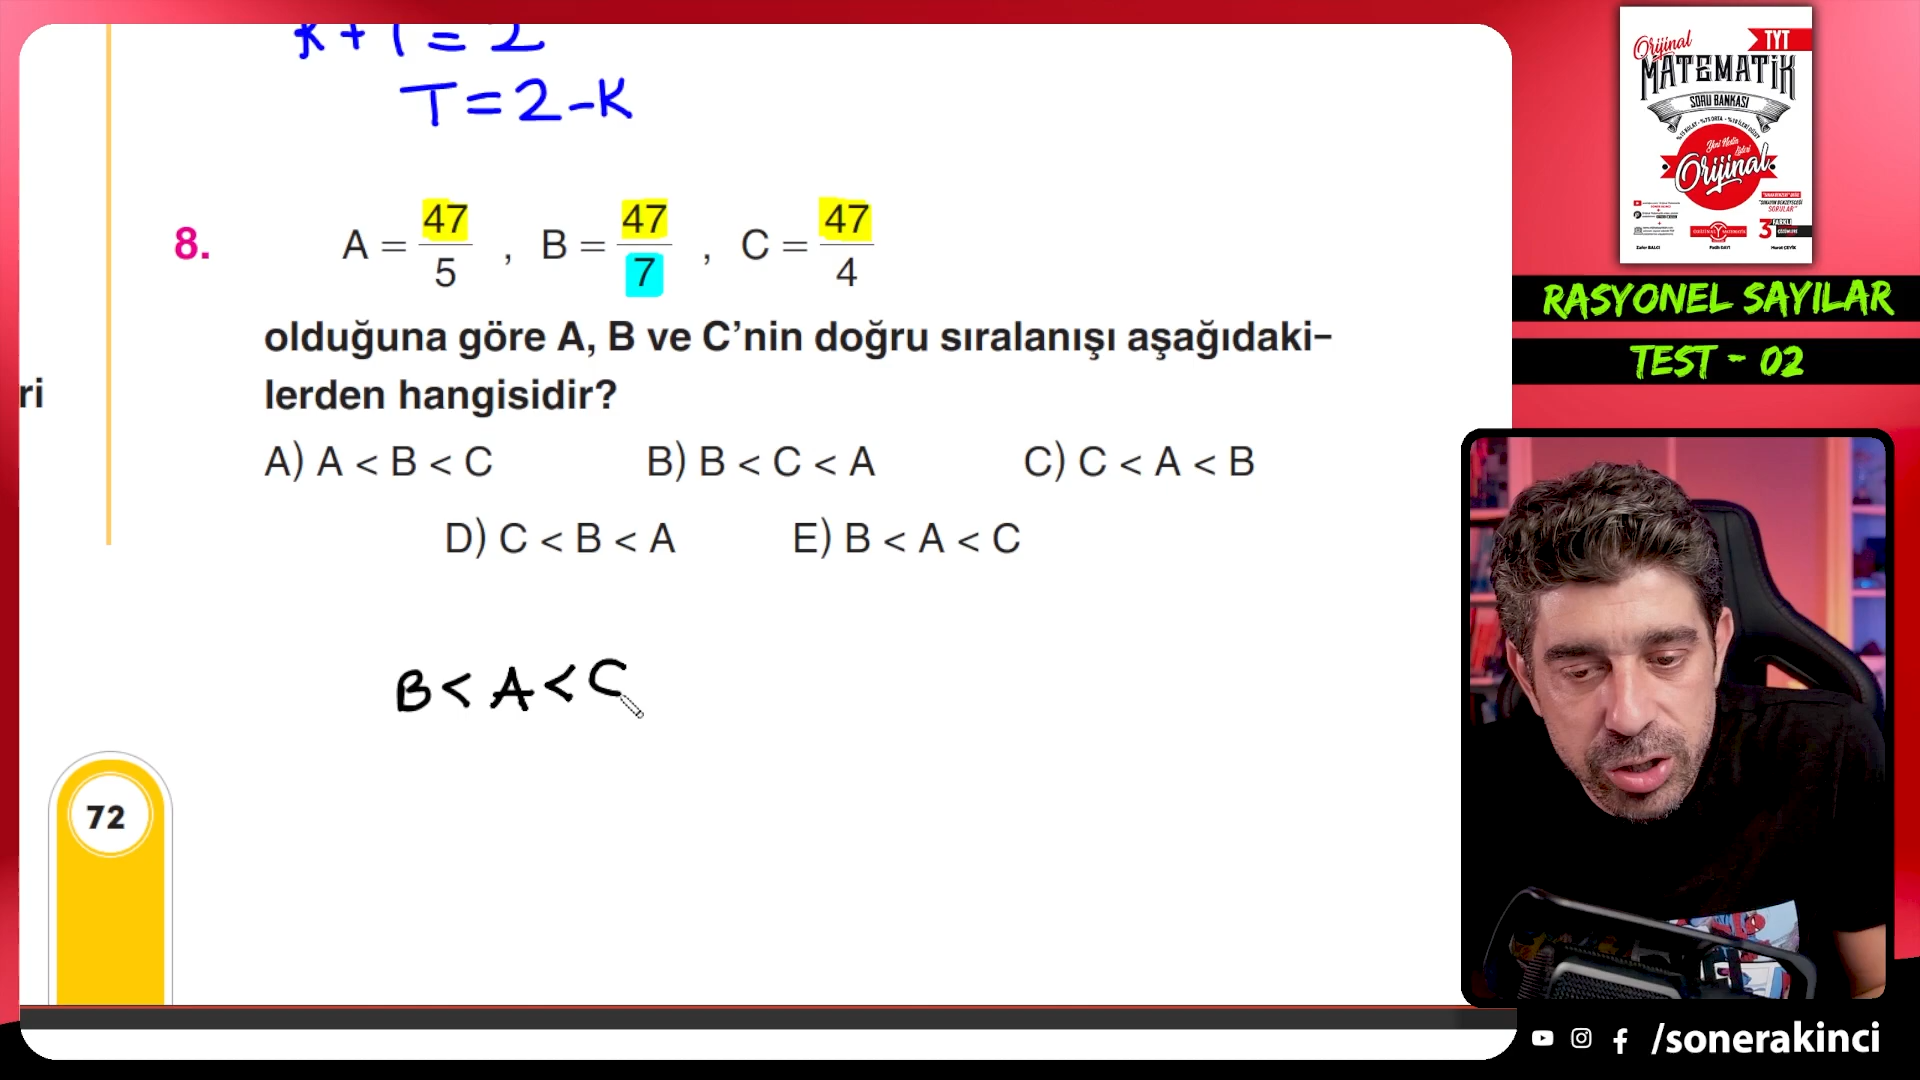 K + T = 2
T = 2 - K
8. A = 47/5 , B = 47/7 , C = 47/4
olduğuna göre A, B ve C’nin doğru sıralanışı aşağıdaki-
lerden hangisidir?
A) A < B < C B) B < C < A C) C < A < B
D) C < B < A E) B < A < C
B < A < C
ri
72
Orijinal
TYT
MATEMATİK
SORU BANKASI
Orijinal
RASYONEL SAYILAR
TEST - 02
/sonerakinci